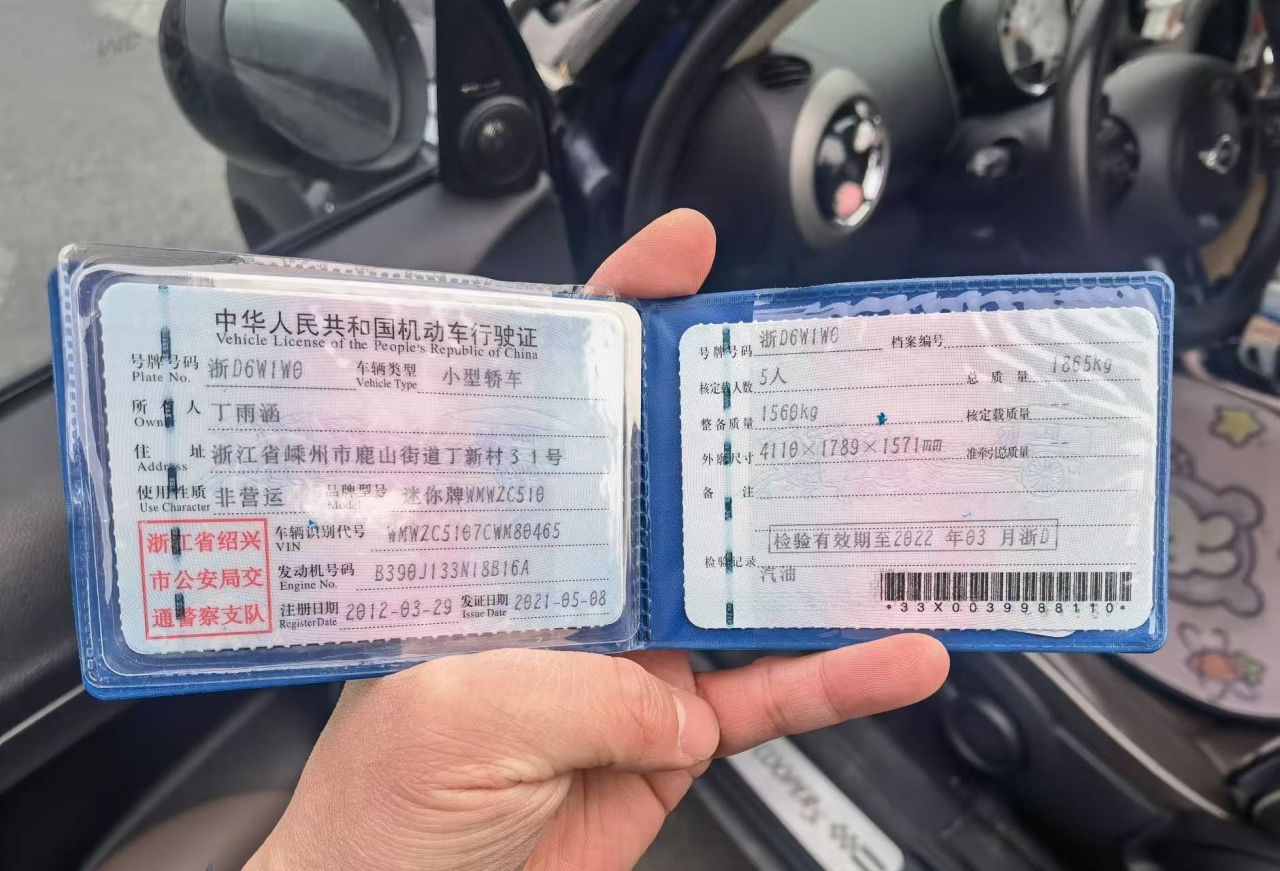 中华人民共和国机动车行驶证
Vehicle License of the People's Republic of China
号牌号码 浙D6W1W0 车辆类型 小型轿车
Plate No. Vehicle Type
所有人 丁雨涵
Owner
住址 浙江省嵊州市鹿山街道丁新村31号
Address
使用性质 非营运 品牌型号 迷你牌WMWZC510
Use Character Model
浙江省绍兴
市公安局交
通警察支队
车辆识别代号 WMWZC5107CWM80465
VIN
发动机号码 B390J133N18B16A
Engine No.
注册日期 2012-03-29 发证日期 2021-05-08
Register Date Issue Date
号牌号码 浙D6W1W0 档案编号
核定载人数 5人 总质量 1865kg
整备质量 1560kg 核定载质量 --
外廓尺寸 4110×1789×1571mm 准牵引总质量 --
备注
检验有效期至2022年03月浙D
检验记录
汽油
*33X0039988110*
COOPER S